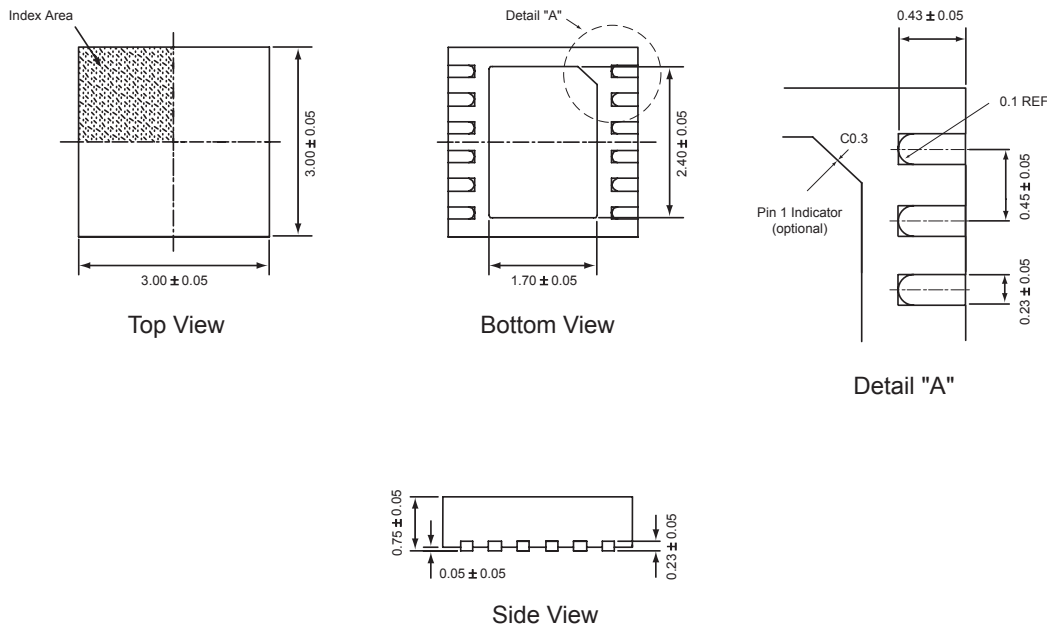 Index Area
3.00 ± 0.05
3.00 ± 0.05
Top View
Detail "A"
2.40 ± 0.05
1.70 ± 0.05
Bottom View
0.43 ± 0.05
0.1 REF
C0.3
0.45 ± 0.05
Pin 1 Indicator
(optional)
0.23 ± 0.05
Detail "A"
0.75 ± 0.05
0.05 ± 0.05
0.23 ± 0.05
Side View